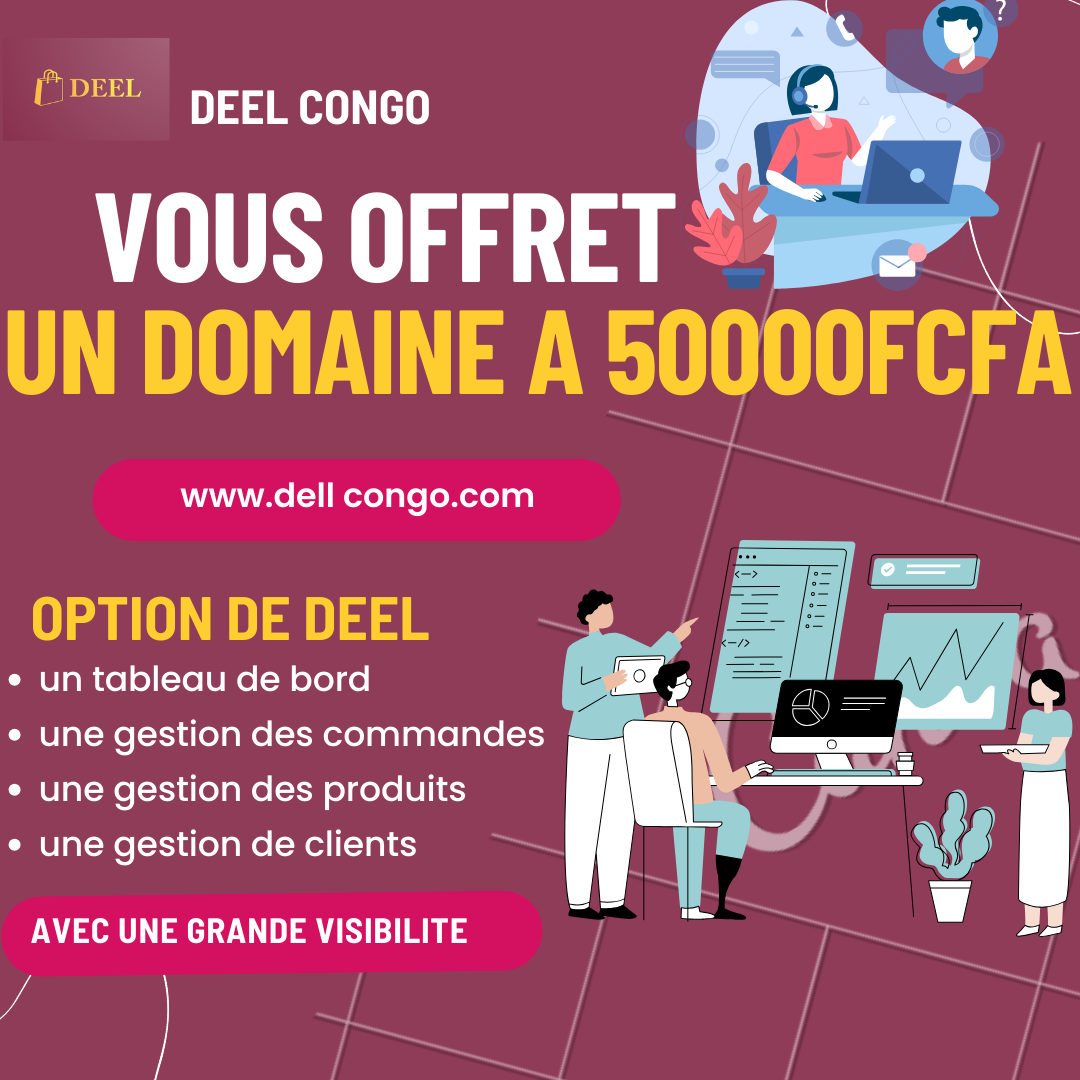 DEEL
DEEL CONGO
VOUS OFFRET
UN DOMAINE A 50000FCFA
www.dell congo.com
OPTION DE DEEL
• un tableau de bord
• une gestion des commandes
• une gestion des produits
• une gestion de clients
AVEC UNE GRANDE VISIBILITE
?
<—>
</—>